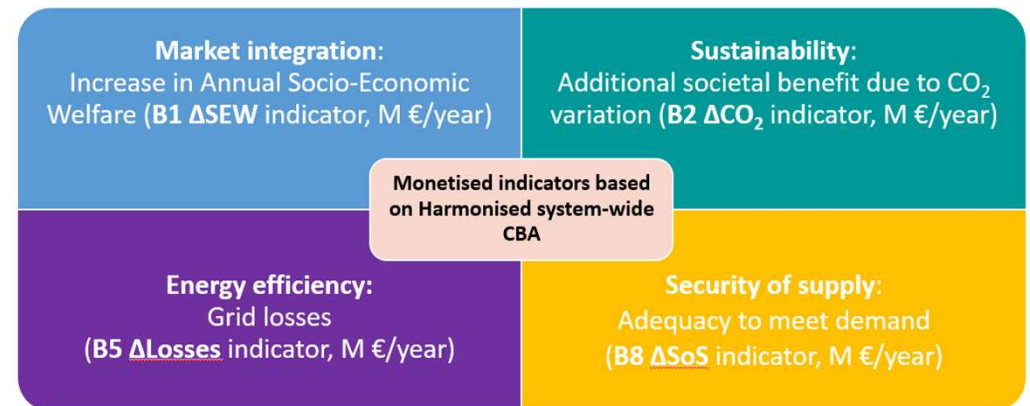 Market integration:
Increase in Annual Socio-Economic
Welfare (B1 ΔSEW indicator, M €/year)
Sustainability:
Additional societal benefit due to CO₂
variation (B2 ΔCO₂ indicator, M €/year)
Monetised indicators based
on Harmonised system-wide
CBA
Energy efficiency:
Grid losses
(B5 ΔLosses indicator, M €/year)
Security of supply:
Adequacy to meet demand
(B8 ΔSoS indicator, M €/year)